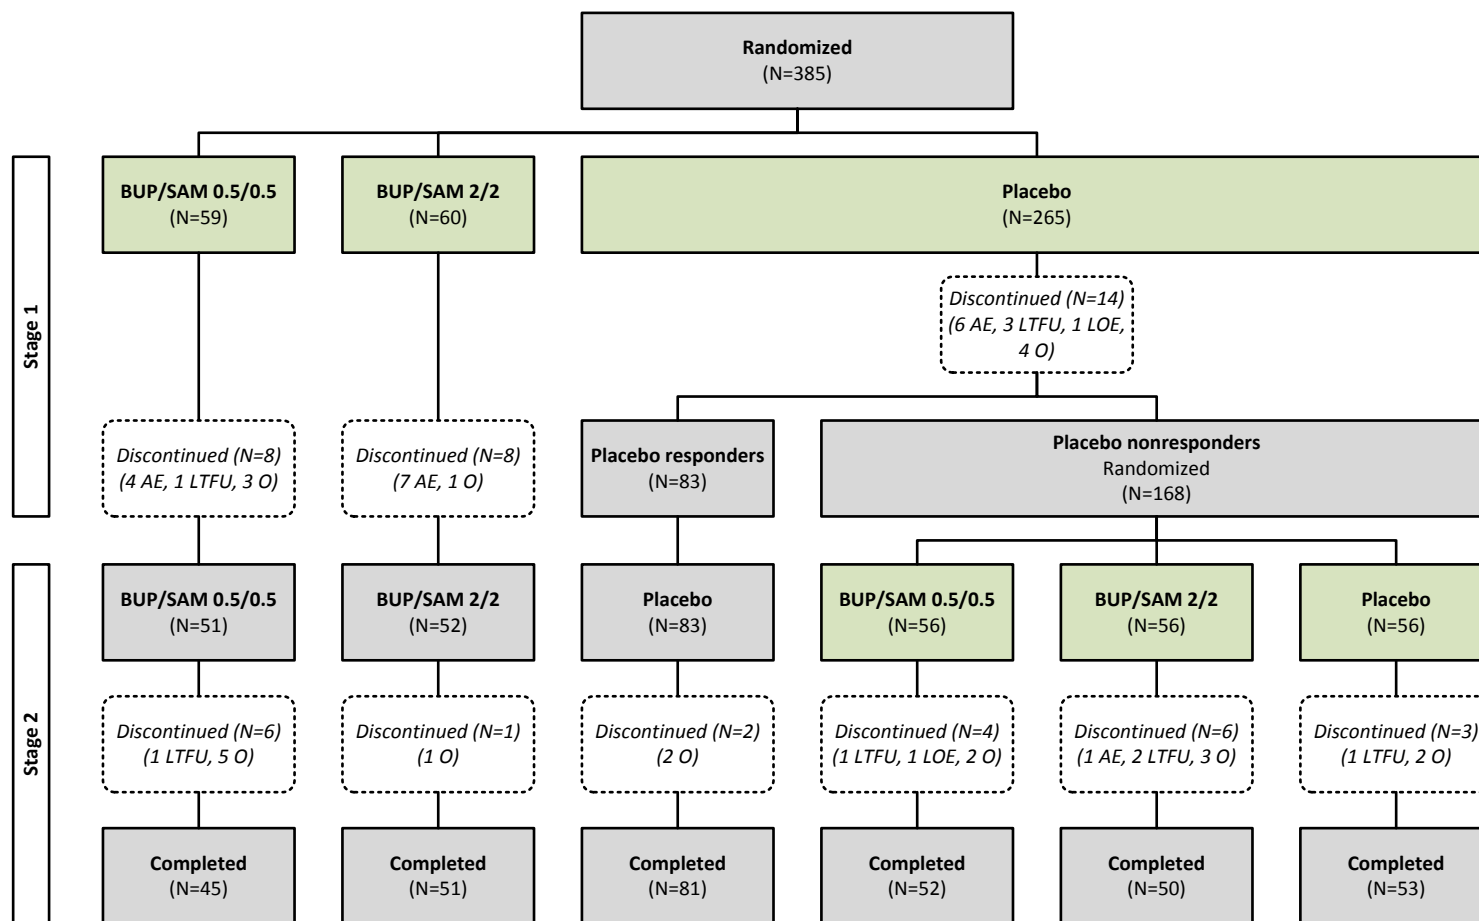 Randomized
(N=385)
Stage 1
BUP/SAM 0.5/0.5
(N=59)
BUP/SAM 2/2
(N=60)
Placebo
(N=265)
Discontinued (N=14)
(6 AE, 3 LTFU, 1 LOE,
4 O)
Discontinued (N=8)
(4 AE, 1 LTFU, 3 O)
Discontinued (N=8)
(7 AE, 1 O)
Placebo responders
(N=83)
Placebo nonresponders
Randomized
(N=168)
Stage 2
BUP/SAM 0.5/0.5
(N=51)
BUP/SAM 2/2
(N=52)
Placebo
(N=83)
BUP/SAM 0.5/0.5
(N=56)
BUP/SAM 2/2
(N=56)
Placebo
(N=56)
Discontinued (N=6)
(1 LTFU, 5 O)
Discontinued (N=1)
(1 O)
Discontinued (N=2)
(2 O)
Discontinued (N=4)
(1 LTFU, 1 LOE, 2 O)
Discontinued (N=6)
(1 AE, 2 LTFU, 3 O)
Discontinued (N=3)
(1 LTFU, 2 O)
Completed
(N=45)
Completed
(N=51)
Completed
(N=81)
Completed
(N=52)
Completed
(N=50)
Completed
(N=53)